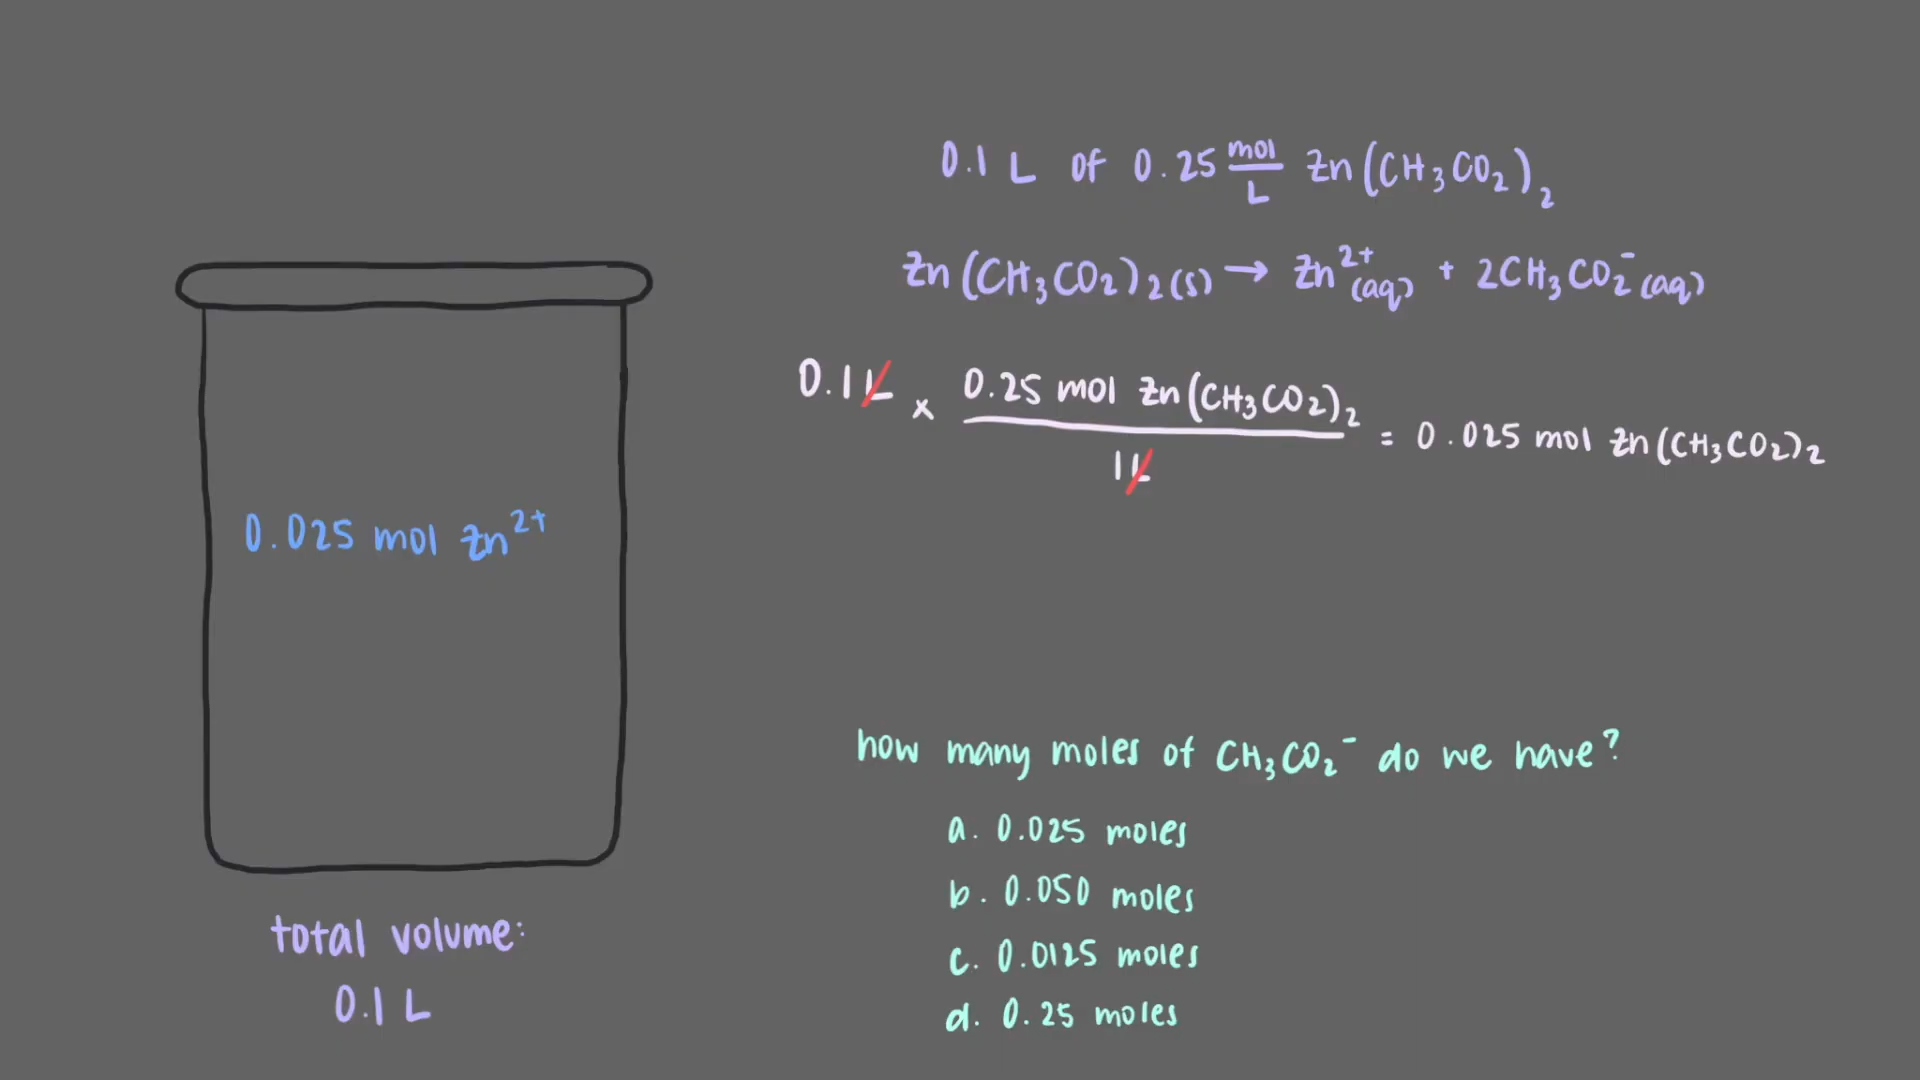 0.1 L of 0.25 mol/L Zn(CH₃CO₂)₂
Zn(CH₃CO₂)₂(s) → Zn²⁺(aq) + 2CH₃CO₂⁻(aq)
0.1 L × 0.25 mol Zn(CH₃CO₂)₂ / 1 L = 0.025 mol Zn(CH₃CO₂)₂
0.025 mol Zn²⁺
how many moles of CH₃CO₂⁻ do we have?
a. 0.025 moles
b. 0.050 moles
c. 0.0125 moles
d. 0.25 moles
total volume:
0.1 L